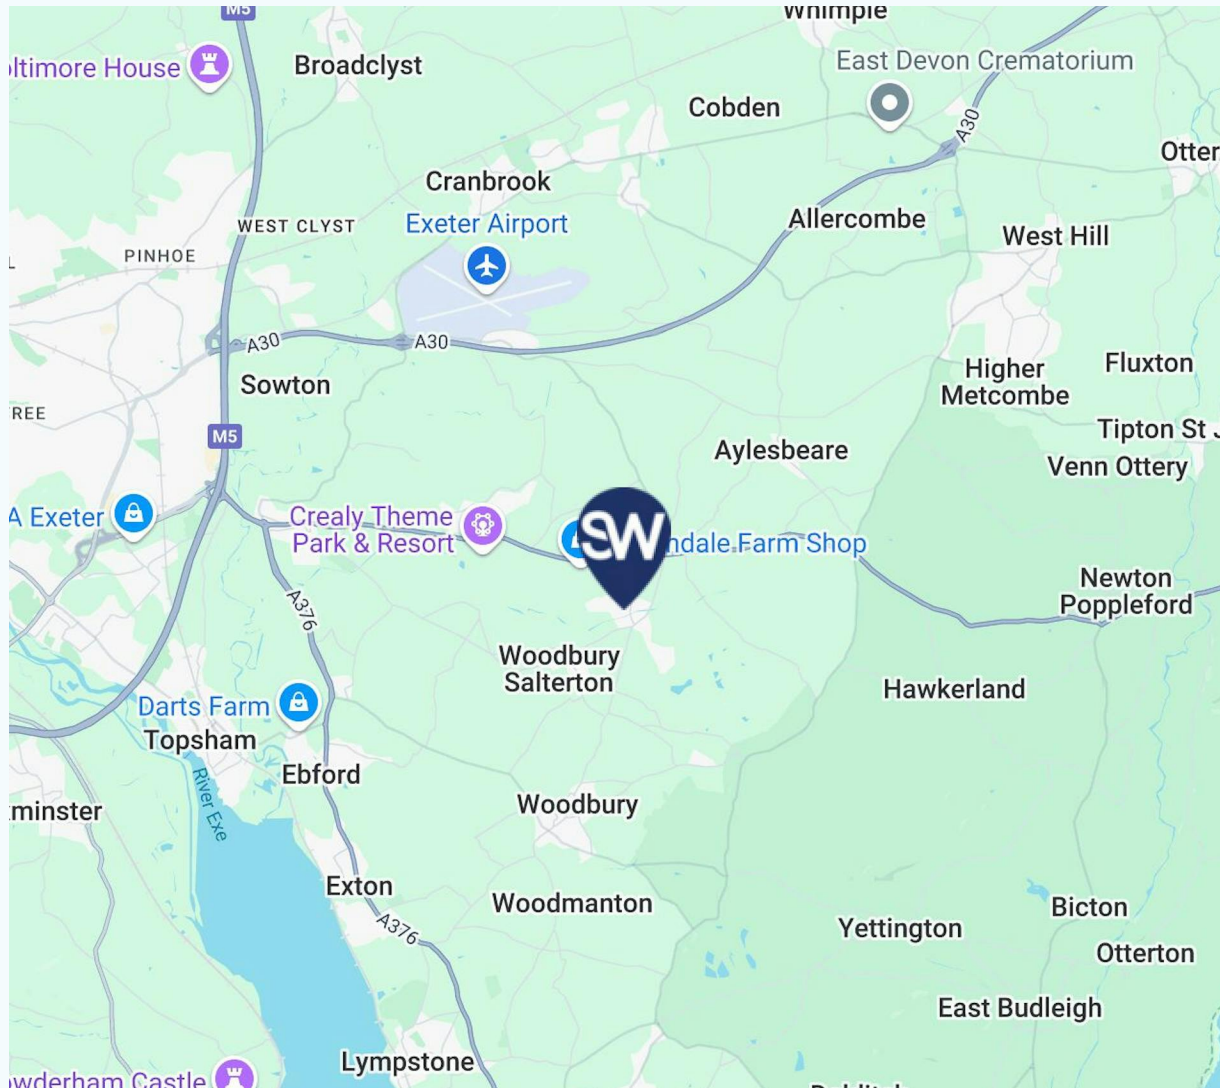 M5
Whimple
oltimore House
Broadclyst
East Devon Crematorium
Cobden
A30
Otter
Cranbrook
WEST CLYST
Exeter Airport
Allercombe
West Hill
PINHOE
L
A30
A30
Sowton
Higher
Metcombe
Fluxton
REE
M5
Tipton St J
Aylesbeare
Venn Ottery
A Exeter
Crealy Theme
Park & Resort
SW
ndale Farm Shop
Newton
Poppleford
A376
Woodbury
Salterton
Hawkerland
Darts Farm
Topsham
Ebford
River Exe
Woodbury
minster
Exton
Woodmanton
A376
Yettington
Bicton
Otterton
East Budleigh
Lympstone
owderham Castle